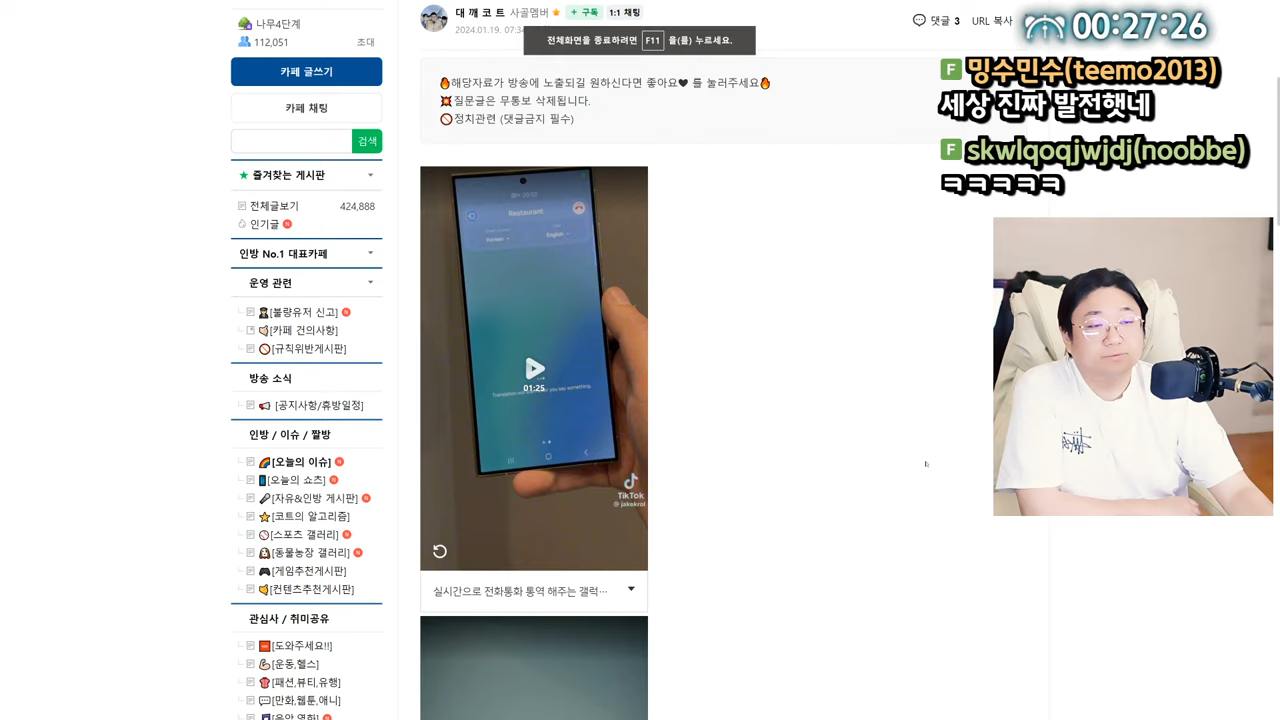 나무4단계
112,051
초대
카페 글쓰기
카페 채팅
검색
★ 즐겨찾는 게시판
전체글보기 424,888
인기글 N
인방 No.1 대표카페
운영 관련
[불량유저 신고] N
[카페 건의사항]
[규칙위반게시판]
방송 소식
[공지사항/휴방일정]
인방 / 이슈 / 짤방
[오늘의 이슈] N
[오늘의 쇼츠] N
[자유&인방 게시판] N
[코트의 알고리즘]
[스포츠 갤러리] N
[동물농장 갤러리] N
[게임추천게시판]
[컨텐츠추천게시판]
관심사 / 취미공유
[도와주세요!!]
[운동,헬스]
[패션,뷰티,유행]
[만화,웹툰,애니]
대 깨 코 트 사골멤버 + 구독 1:1 채팅
2024.01.19.
댓글 3 URL 복사
전체화면을 종료하려면 F11 을(를) 누르세요.
🔥해당자료가 방송에 노출되길 원하신다면 좋아요♥ 를 눌러주세요🔥
💥질문글은 무통보 삭제됩니다.
🚫정치관련 (댓글금지 필수)
Restaurant
Korean
English
01:25
TikTok
@jakekrol
실시간으로 전화통화 통역 해주는 갤럭…
00:27:26
F 밍수민수(teemo2013)
세상 진짜 발전햇네
F skwlqoqjwjdj(noobbe)
ㅋㅋㅋㅋㅋ